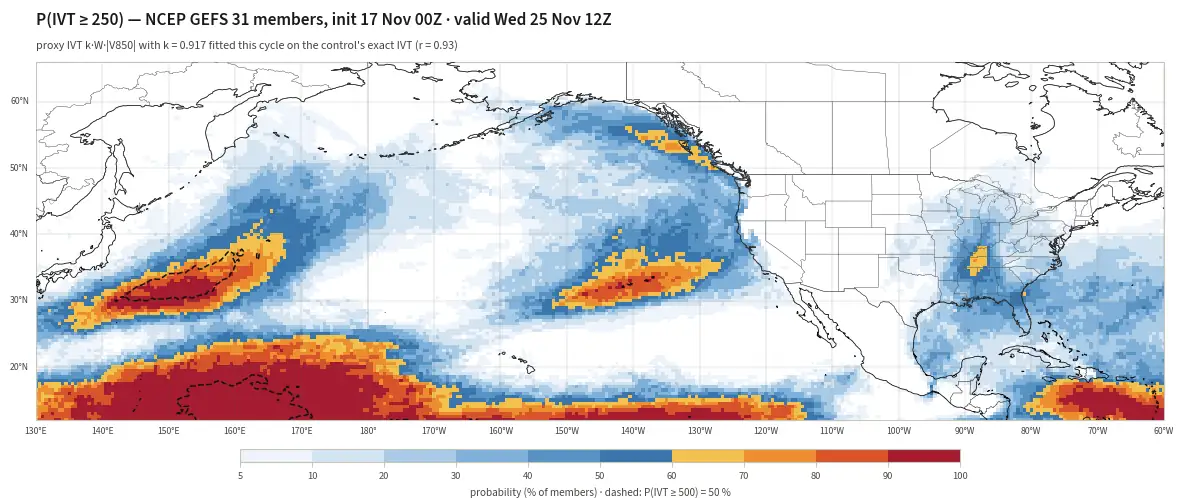 P(IVT ≥ 250) — NCEP GEFS 31 members, init 17 Nov 00Z · valid Wed 25 Nov 12Z
proxy IVT k·W·|V850| with k = 0.917 fitted this cycle on the control's exact IVT (r = 0.93)
60°N
50°N
40°N
30°N
20°N
130°E 140°E 150°E 160°E 170°E 180° 170°W 160°W 150°W 140°W 130°W 120°W 110°W 100°W 90°W 80°W 70°W 60°W
5 10 20 30 40 50 60 70 80 90 100
probability (% of members) · dashed: P(IVT ≥ 500) = 50 %